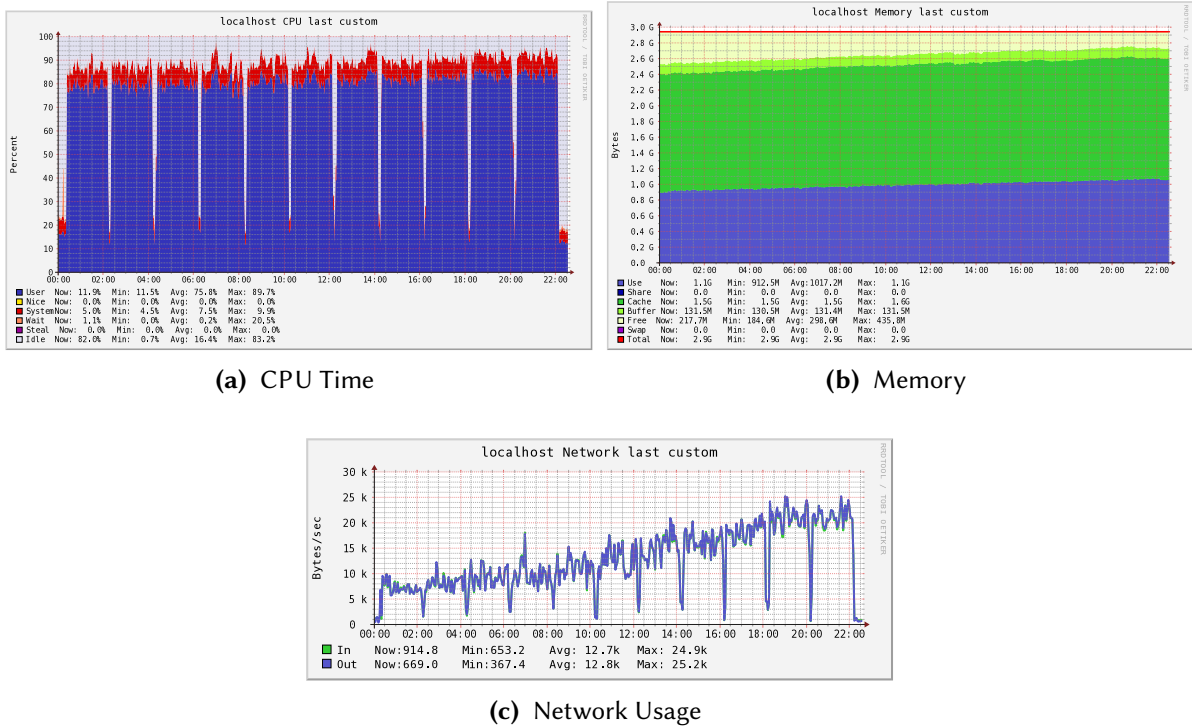 localhost CPU last custom
RRDTOOL / TOBI OETIKER
Percent
100
90
80
70
60
50
40
30
20
10
0
02:00 04:00 06:00 08:00 10:00 12:00 14:00 16:00 18:00 20:00 22:00
User Now: 11.9% Min: 11.5% Avg: 75.8% Max: 89.7%
Nice Now: 0.0% Min: 0.0% Avg: 0.0% Max: 0.0%
System Now: 5.0% Min: 4.5% Avg: 7.5% Max: 9.9%
Wait Now: 1.1% Min: 0.0% Avg: 0.2% Max: 20.5%
Steal Now: 0.0% Min: 0.0% Avg: 0.0% Max: 0.0%
Idle Now: 82.0% Min: 0.7% Avg: 16.4% Max: 83.2%
(a) CPU Time
localhost Memory last custom
RRDTOOL / TOBI OETIKER
Bytes
3.0 G
2.8 G
2.6 G
2.4 G
2.2 G
2.0 G
1.8 G
1.6 G
1.4 G
1.2 G
1.0 G
0.8 G
0.6 G
0.4 G
0.2 G
0.0
00:00 02:00 04:00 06:00 08:00 10:00 12:00 14:00 16:00 18:00 20:00 22:00
Use Now: 1.1G Min: 912.5M Avg:1017.2M Max: 1.1G
Share Now: 0.0 Min: 0.0 Avg: 0.0 Max: 0.0
Cache Now: 1.5G Min: 1.5G Avg: 1.5G Max: 1.6G
Buffer Now: 131.5M Min: 130.5M Avg: 131.4M Max: 131.5M
Free Now: 217.7M Min: 184.6M Avg: 298.6M Max: 435.8M
Swap Now: 0.0 Min: 0.0 Avg: 0.0 Max: 0.0
Total Now: 2.9G Min: 2.9G Avg: 2.9G Max: 2.9G
(b) Memory
localhost Network last custom
RRDTOOL / TOBI OETIKER
Bytes/sec
30 k
25 k
20 k
15 k
10 k
5 k
0
00:00 02:00 04:00 06:00 08:00 10:00 12:00 14:00 16:00 18:00 20:00 22:00
In Now:914.8 Min:653.2 Avg: 12.7k Max: 24.9k
Out Now:669.0 Min:367.4 Avg: 12.8k Max: 25.2k
(c) Network Usage